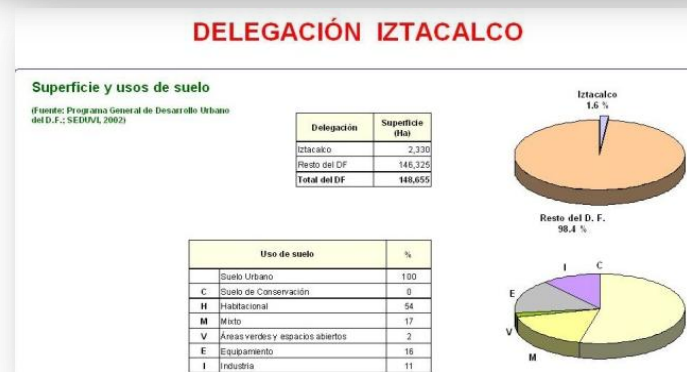 DELEGACIÓN IZTACALCO
Superficie y usos de suelo
(Fuente: Programa General de Desarrollo Urbano
del D.F.; SEDUVI, 2002)
Delegación Superficie (Ha)
Iztacalco 2,330
Resto del DF 146,325
Total del DF 148,655
Iztacalco
1.6 %
Resto del D. F.
98.4 %
Uso de suelo %
Suelo Urbano 100
C Suelo de Conservación 0
H Habitacional 54
M Mixto 17
V Áreas verdes y espacios abiertos 2
E Equipamiento 16
I Industria 11
I C
E
V
M